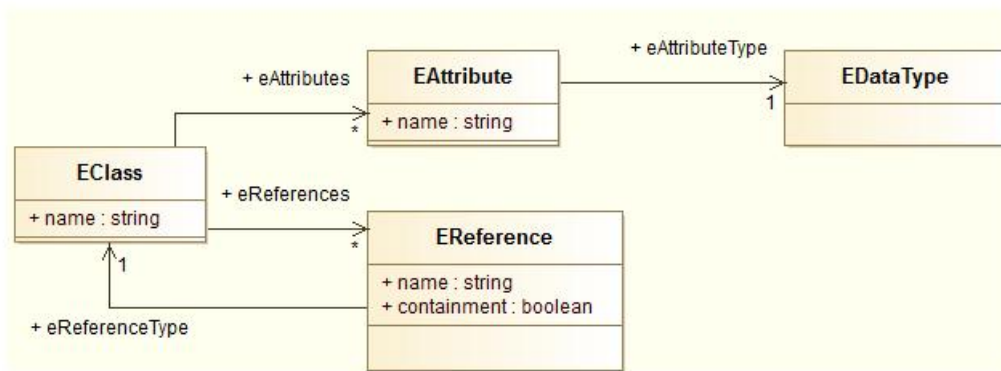 + eAttributeType
EAttribute
EDataType
+ eAttributes
1
+ name : string
*
EClass
+ eReferences
+ name : string
*
EReference
1
+ name : string
+ containment : boolean
+ eReferenceType